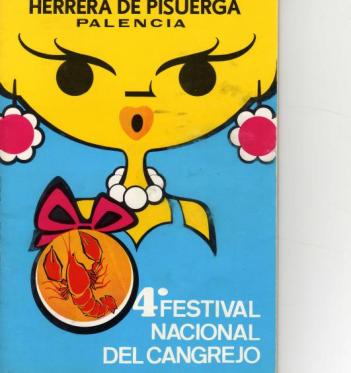 HERRERA DE PISUERGA
PALENCIA
4º FESTIVAL
NACIONAL
DEL CANGREJO